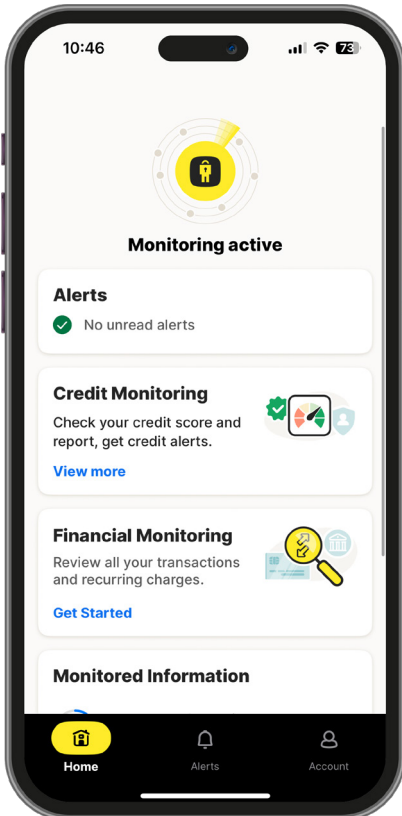 10:46
73
Monitoring active
Alerts
No unread alerts
Credit Monitoring
Check your credit score and
report, get credit alerts.
View more
Financial Monitoring
Review all your transactions
and recurring charges.
Get Started
Monitored Information
Home
Alerts
Account